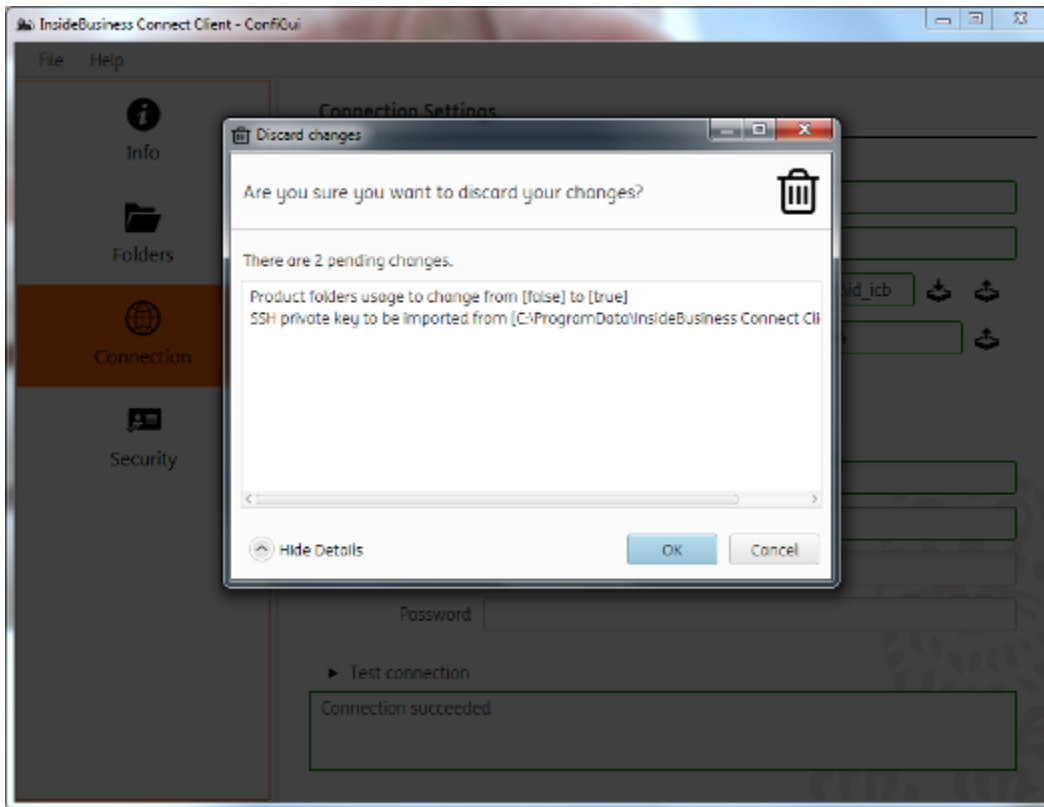 InsideBusiness Connect Client - ConfiGui
File Help
Info
Folders
Connection
Security
Connection Settings
Discard changes
Are you sure you want to discard your changes?
There are 2 pending changes.
Product folders usage to change from [false] to [true]
SSH private key to be imported from [C:\ProgramData\InsideBusiness Connect Cli
Hide Details
OK Cancel
id_icb
Password
Test connection
Connection succeeded